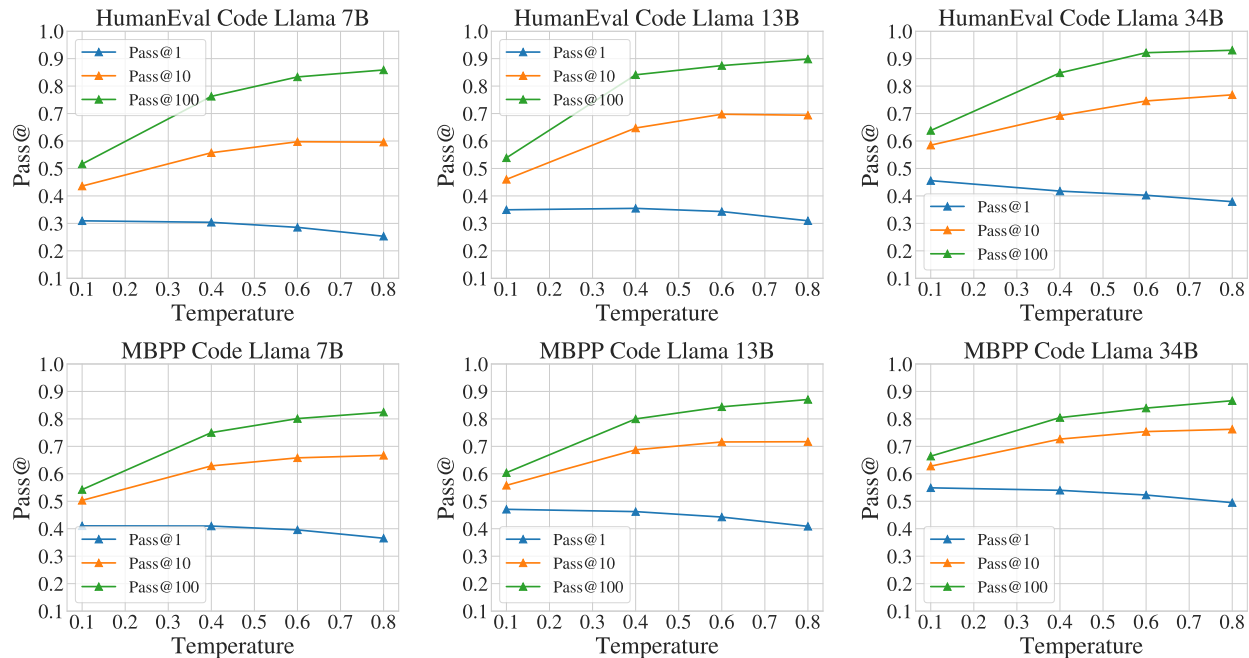 HumanEval Code Llama 7B
1.0
0.9
0.8
0.7
0.6
0.5
0.4
0.3
0.2
0.1
Pass@
Pass@1
Pass@10
Pass@100
0.1 0.2 0.3 0.4 0.5 0.6 0.7 0.8
Temperature
HumanEval Code Llama 13B
1.0
0.9
0.8
0.7
0.6
0.5
0.4
0.3
0.2
0.1
Pass@
Pass@1
Pass@10
Pass@100
0.1 0.2 0.3 0.4 0.5 0.6 0.7 0.8
Temperature
HumanEval Code Llama 34B
1.0
0.9
0.8
0.7
0.6
0.5
0.4
0.3
0.2
0.1
Pass@
Pass@1
Pass@10
Pass@100
0.1 0.2 0.3 0.4 0.5 0.6 0.7 0.8
Temperature
MBPP Code Llama 7B
1.0
0.9
0.8
0.7
0.6
0.5
0.4
0.3
0.2
0.1
Pass@
Pass@1
Pass@10
Pass@100
0.1 0.2 0.3 0.4 0.5 0.6 0.7 0.8
Temperature
MBPP Code Llama 13B
1.0
0.9
0.8
0.7
0.6
0.5
0.4
0.3
0.2
0.1
Pass@
Pass@1
Pass@10
Pass@100
0.1 0.2 0.3 0.4 0.5 0.6 0.7 0.8
Temperature
MBPP Code Llama 34B
1.0
0.9
0.8
0.7
0.6
0.5
0.4
0.3
0.2
0.1
Pass@
Pass@1
Pass@10
Pass@100
0.1 0.2 0.3 0.4 0.5 0.6 0.7 0.8
Temperature